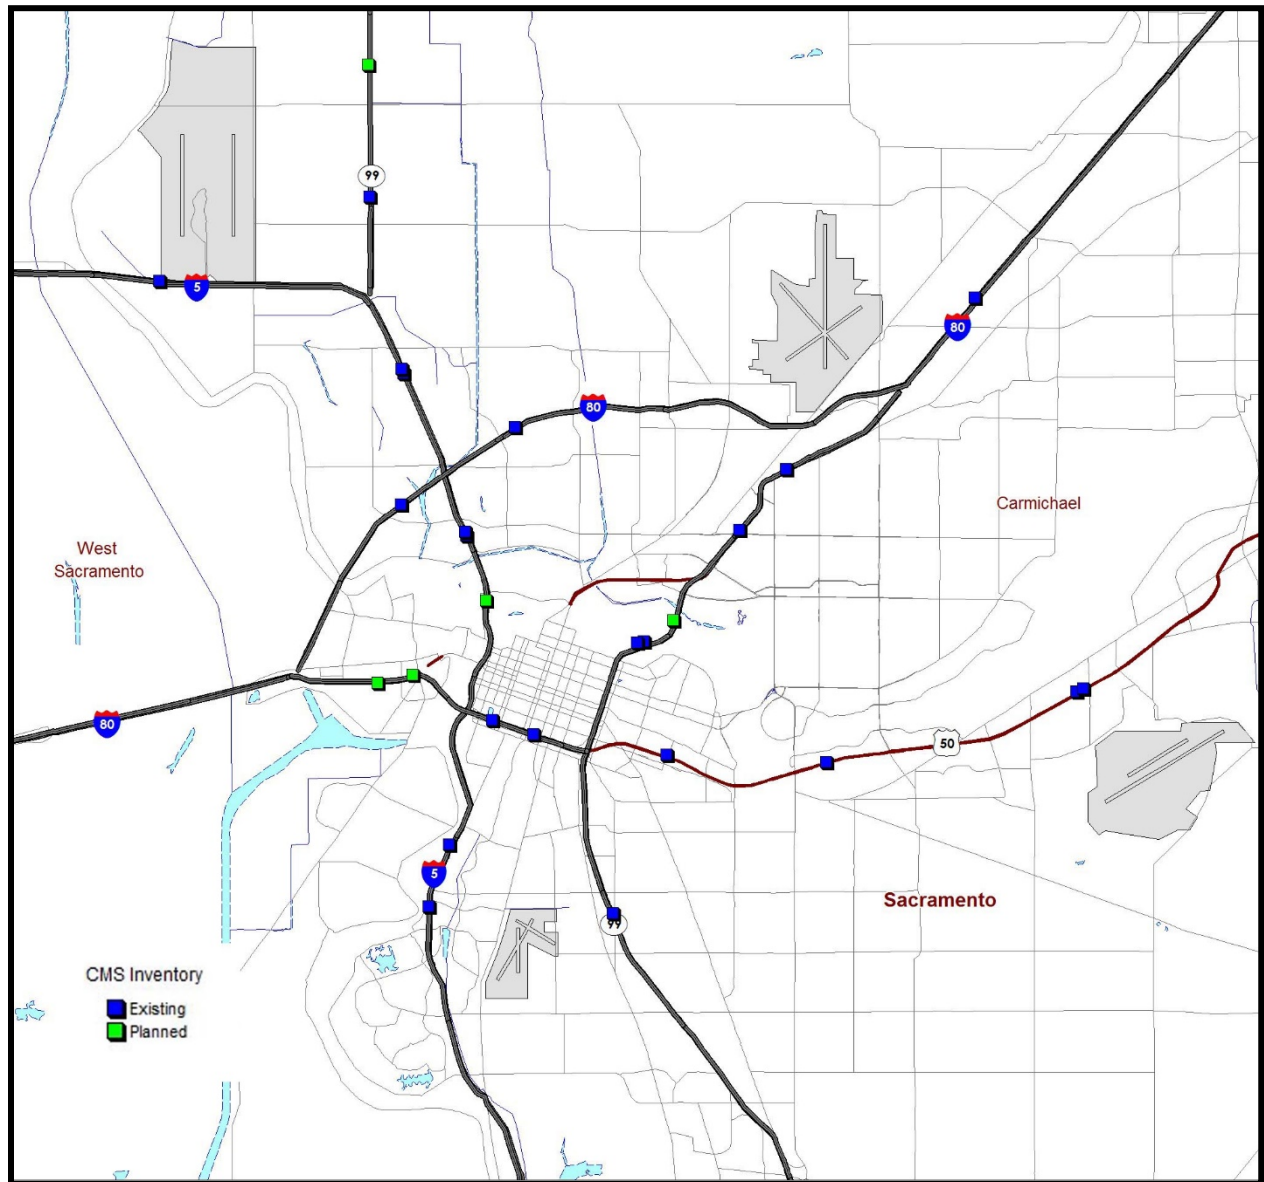 99
5
80
80
Carmichael
West
Sacramento
80
50
5
Sacramento
99
CMS Inventory
Existing
Planned